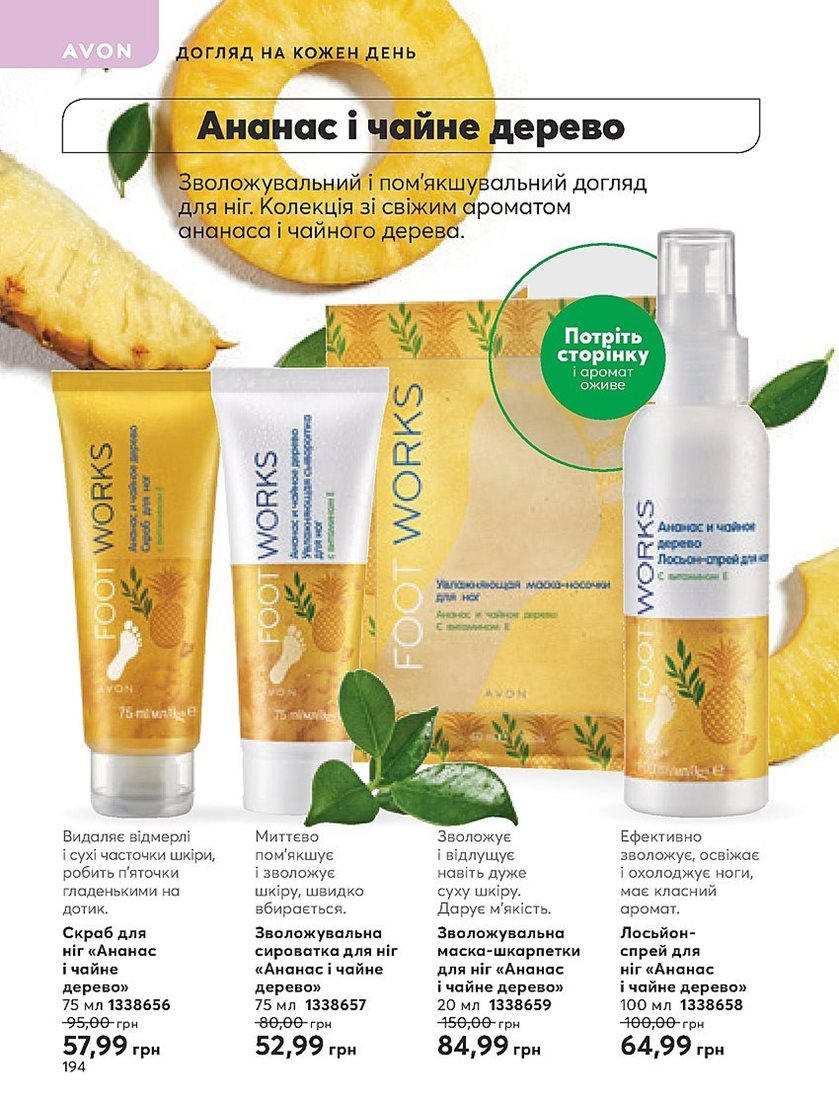 AVON
ДОГЛЯД НА КОЖЕН ДЕНЬ
Ананас і чайне дерево
Зволожувальний і пом'якшувальний догляд
для ніг. Колекція зі свіжим ароматом
ананаса і чайного дерева.
Потріть
сторінку
і аромат
оживе
FOOT WORKS
Ананас и чайное дерево
Скраб для ног
с витамином Е
AVON
75 ml/мл/
FOOT WORKS
Ананас и чайное дерево
Увлажняющая сыворотка
для ног
с витамином Е
AVON
75 ml/мл/
FOOT WORKS
Увлажняющая маска-носочки
для ног
Ананас и чайное дерево
С витамином Е
AVON
FOOT WORKS
Ананас и чайное
дерево
Лосьон-спрей для ног
С витамином Е
AVON
Видаляє відмерлі
і сухі часточки шкіри,
робить п'яточки
гладенькими на
дотик.
Скраб для
ніг «Ананас
і чайне
дерево»
75 мл 1338656
95,00 грн
57,99 грн
Миттєво
пом'якшує
і зволожує
шкіру, швидко
вбирається.
Зволожувальна
сироватка для ніг
«Ананас і чайне
дерево»
75 мл 1338657
80,00 грн
52,99 грн
Зволожує
і відлущує
навіть дуже
суху шкіру.
Дарує м'якість.
Зволожувальна
маска-шкарпетки
для ніг «Ананас
і чайне дерево»
20 мл 1338659
150,00 грн
84,99 грн
Ефективно
зволожує, освіжає
і охолоджує ноги,
має класний
аромат.
Лосьйон-
спрей для
ніг «Ананас
і чайне дерево»
100 мл 1338658
100,00 грн
64,99 грн
194